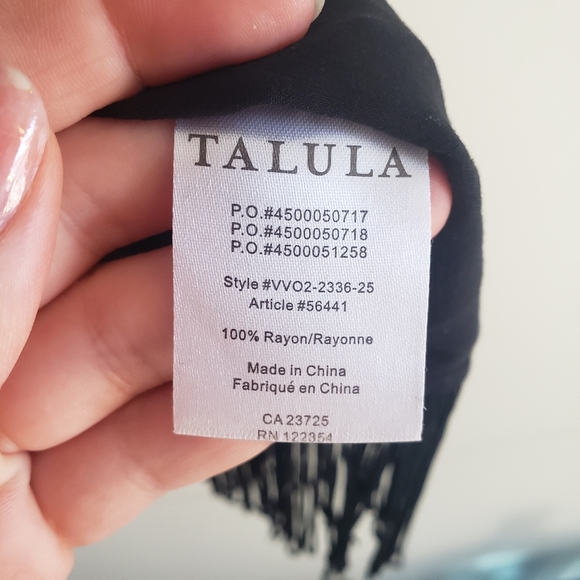 TALULA
P.O.#4500050717
P.O.#4500050718
P.O.#4500051258
Style #VVO2-2336-25
Article #56441
100% Rayon/Rayonne
Made in China
Fabriqué en China
CA 23725
RN 122354